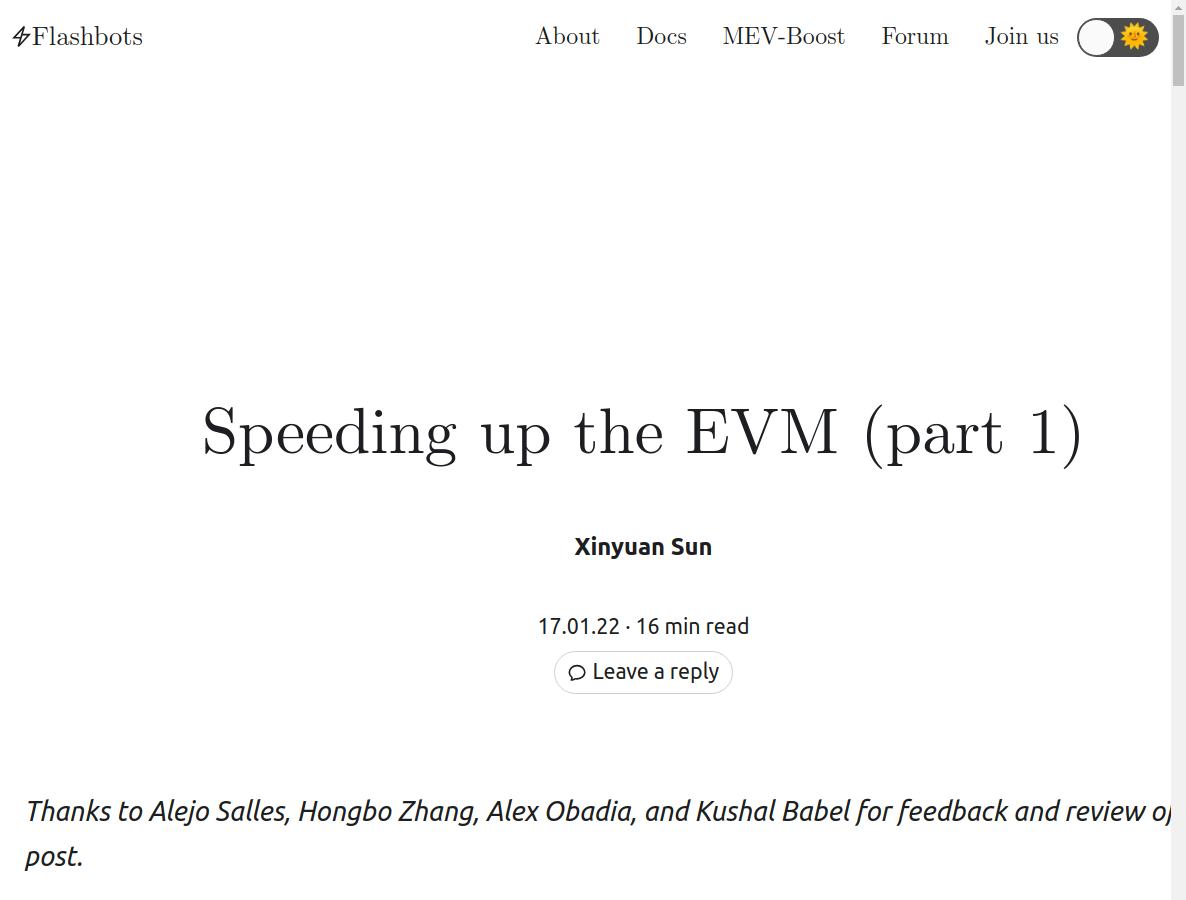 Flashbots
About Docs MEV-Boost Forum Join us
Speeding up the EVM (part 1)
Xinyuan Sun
17.01.22 · 16 min read
Leave a reply
Thanks to Alejo Salles, Hongbo Zhang, Alex Obadia, and Kushal Babel for feedback and review
post.